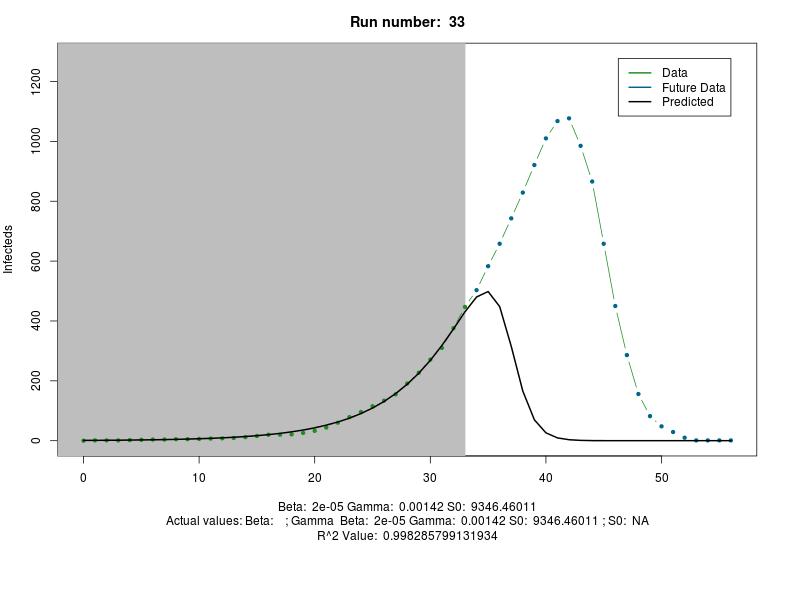 Run number: 33
1200
1000
800
600
400
200
0
Infecteds
Data
Future Data
Predicted
0 10 20 30 40 50
Beta: 2e-05 Gamma: 0.00142 S0: 9346.46011
Actual values: Beta: ; Gamma Beta: 2e-05 Gamma: 0.00142 S0: 9346.46011 ; S0: NA
R^2 Value: 0.998285799131934